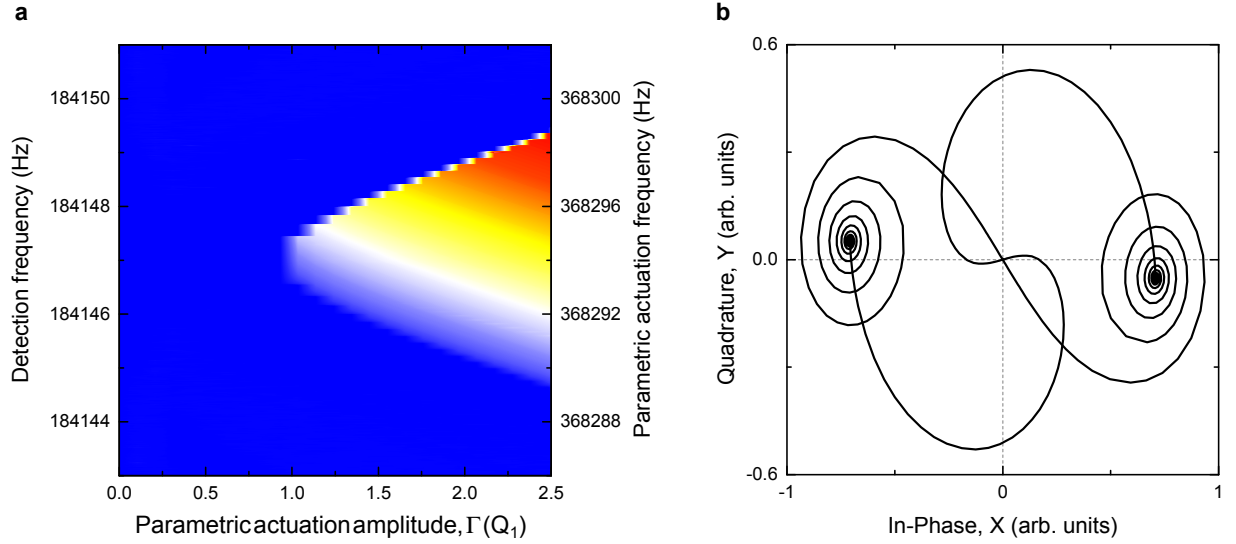 a
Detection frequency (Hz)
184150
184148
184146
184144
368300
368296
368292
368288
Parametric actuation frequency (Hz)
0.0 0.5 1.0 1.5 2.0 2.5
Parametric actuation amplitude, Γ (Q₁)
b
Quadrature, Y (arb. units)
0.6
0.0
-0.6
-1 0 1
In-Phase, X (arb. units)